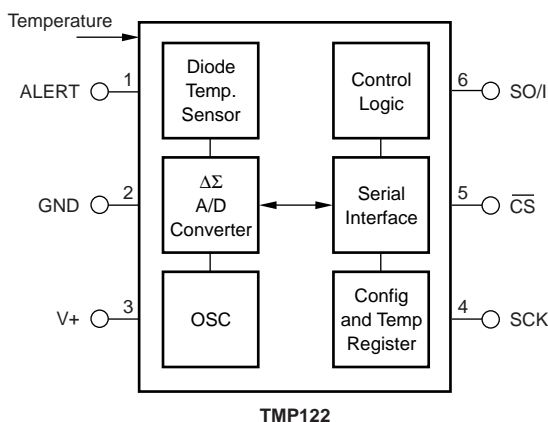 Temperature
ALERT
1
Diode
Temp.
Sensor
Control
Logic
6
SO/I
GND
2
ΔΣ
A/D
Converter
Serial
Interface
5
C̅S̅
V+
3
OSC
Config
and Temp
Register
4
SCK
TMP122